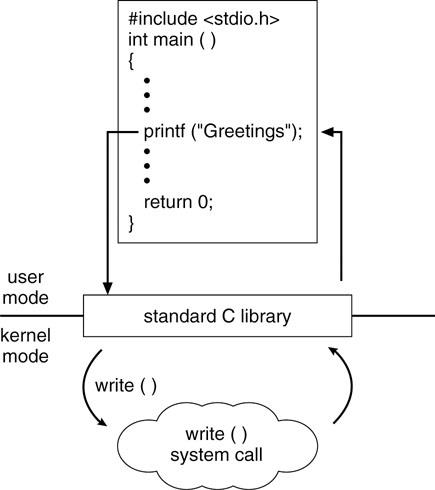 #include <stdio.h>
int main ( )
{
•
•
•
printf ("Greetings");
•
•
•
return 0;
}
user
mode
standard C library
kernel
mode
write ( )
write ( )
system call